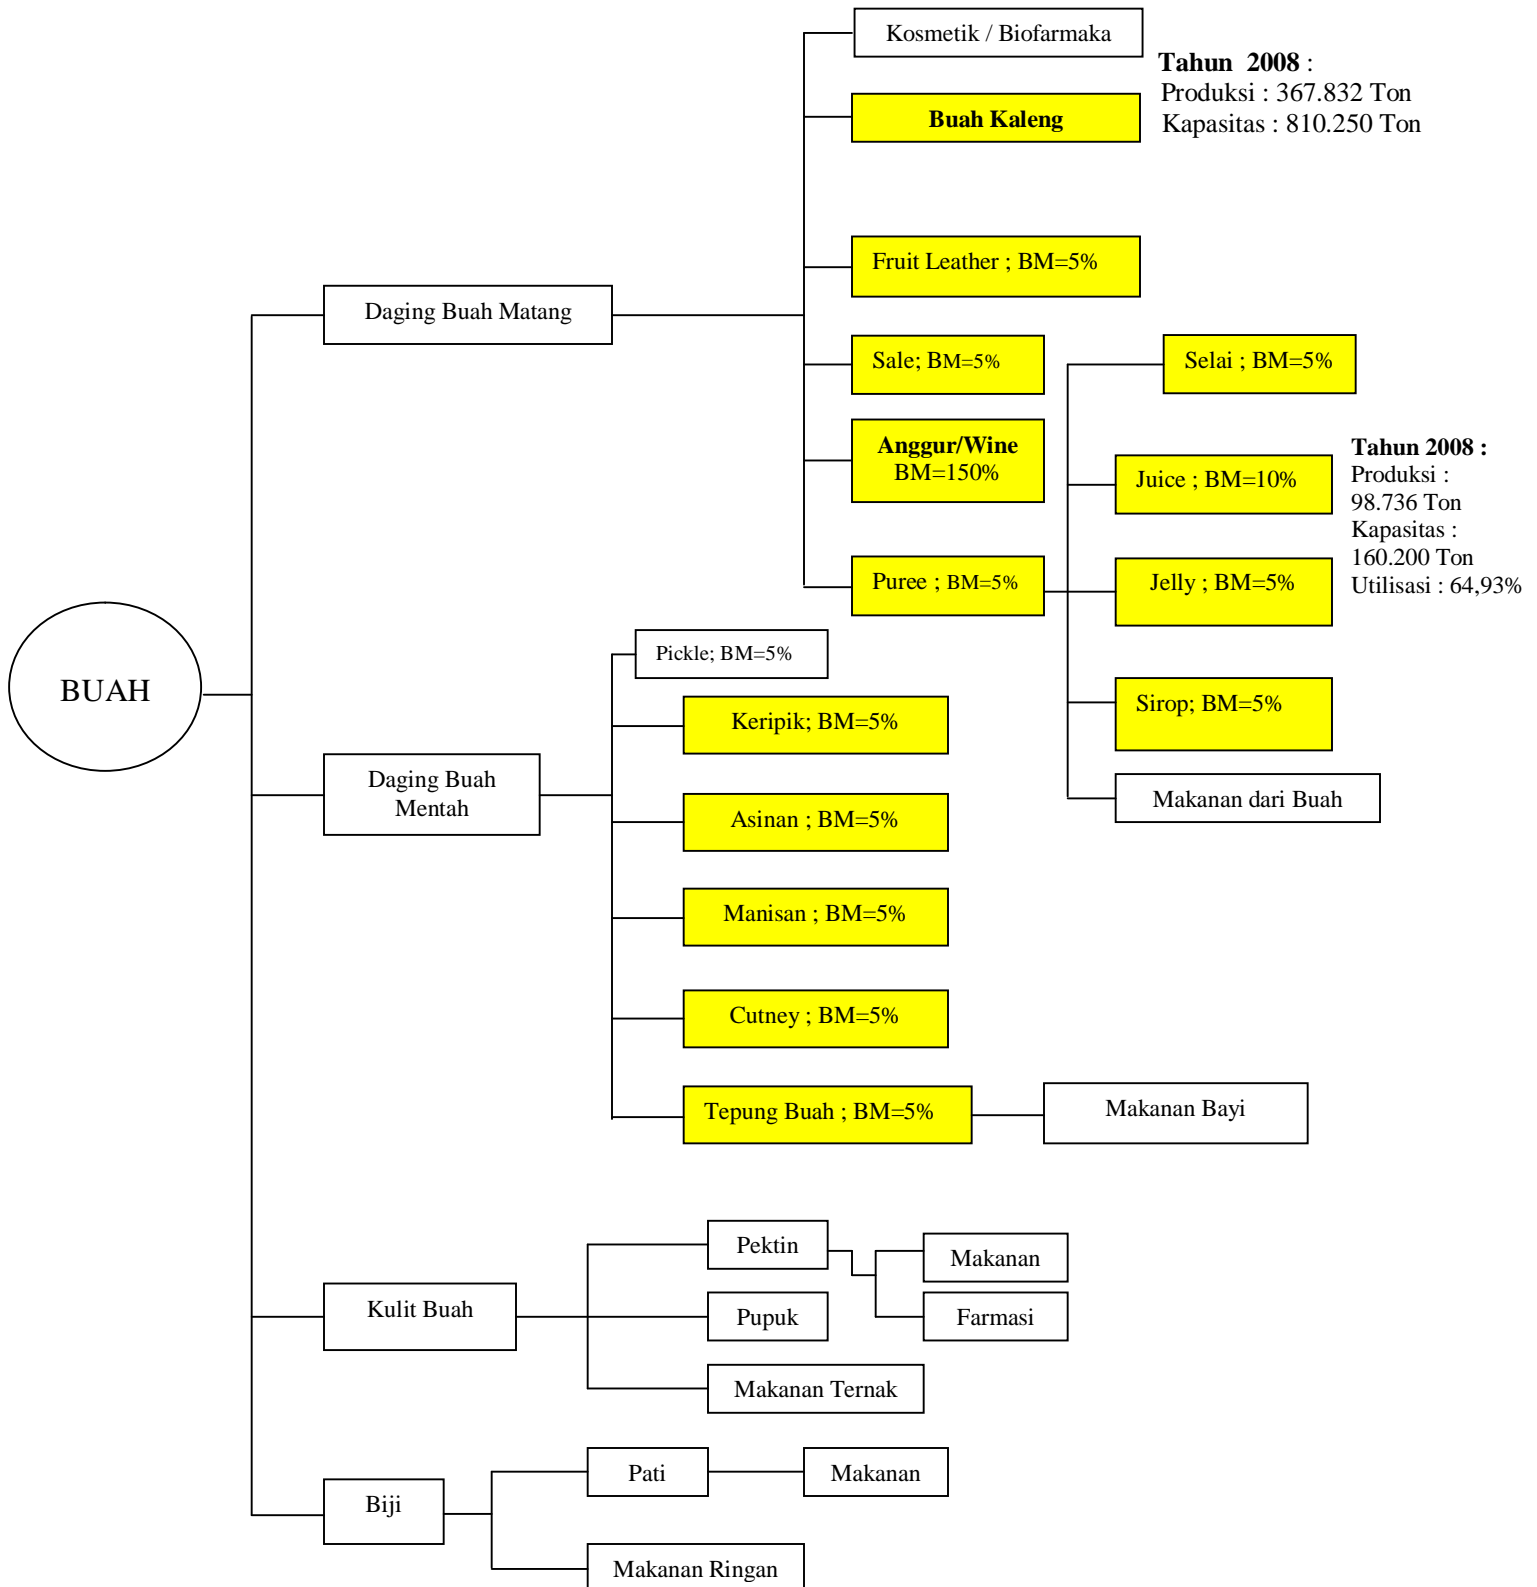 Kosmetik / Biofarmaka
Tahun 2008 :
Produksi : 367.832 Ton
Kapasitas : 810.250 Ton
Buah Kaleng
Fruit Leather ; BM=5%
Daging Buah Matang
Sale; BM=5%
Selai ; BM=5%
Anggur/Wine
BM=150%
Juice ; BM=10%
Tahun 2008 :
Produksi :
98.736 Ton
Kapasitas :
160.200 Ton
Utilisasi : 64,93%
Puree ; BM=5%
Jelly ; BM=5%
Sirop; BM=5%
Makanan dari Buah
BUAH
Pickle; BM=5%
Keripik; BM=5%
Daging Buah
Mentah
Asinan ; BM=5%
Manisan ; BM=5%
Cutney ; BM=5%
Tepung Buah ; BM=5%
Makanan Bayi
Kulit Buah
Pektin
Makanan
Farmasi
Pupuk
Makanan Ternak
Biji
Pati
Makanan
Makanan Ringan